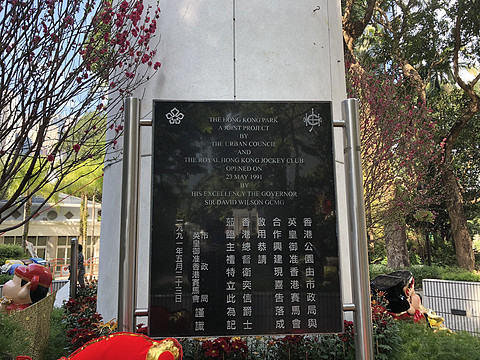 THE HONG KONG PARK
A JOINT PROJECT
BY
THE URBAN COUNCIL
AND
THE ROYAL HONG KONG JOCKEY CLUB
OPENED ON
23 MAY 1991
BY
HIS EXCELLENCY THE GOVERNOR
SIR DAVID WILSON GCMG
香港公園由市政局與
英皇御准香港賽馬會
合作興建現喜告落成
啟用恭請
香港總督衛奕信爵士
蒞臨主禮特立此為記
市政局
英皇御准香港賽馬會
謹識
一九九一年五月二十三日